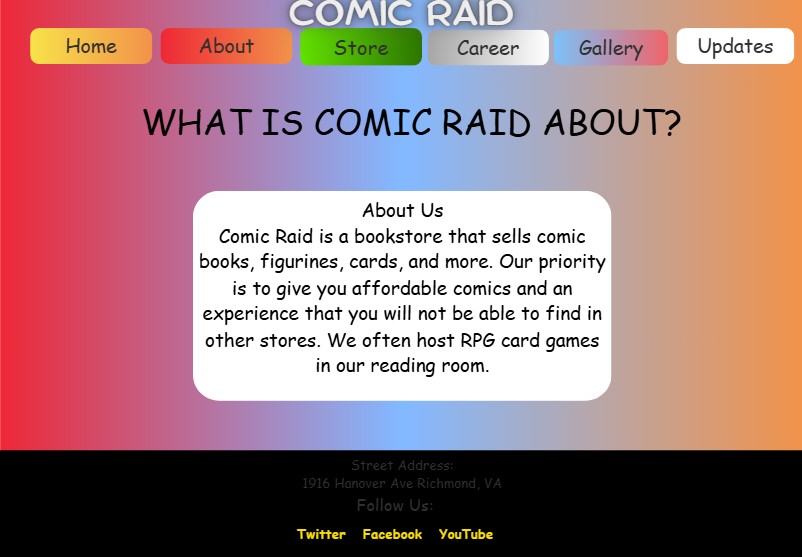 COMIC RAID
Home About Store Career Gallery Updates
WHAT IS COMIC RAID ABOUT?
About Us
Comic Raid is a bookstore that sells comic
books, figurines, cards, and more. Our priority
is to give you affordable comics and an
experience that you will not be able to find in
other stores. We often host RPG card games
in our reading room.
Street Address:
1916 Hanover Ave Richmond, VA
Follow Us:
Twitter Facebook YouTube